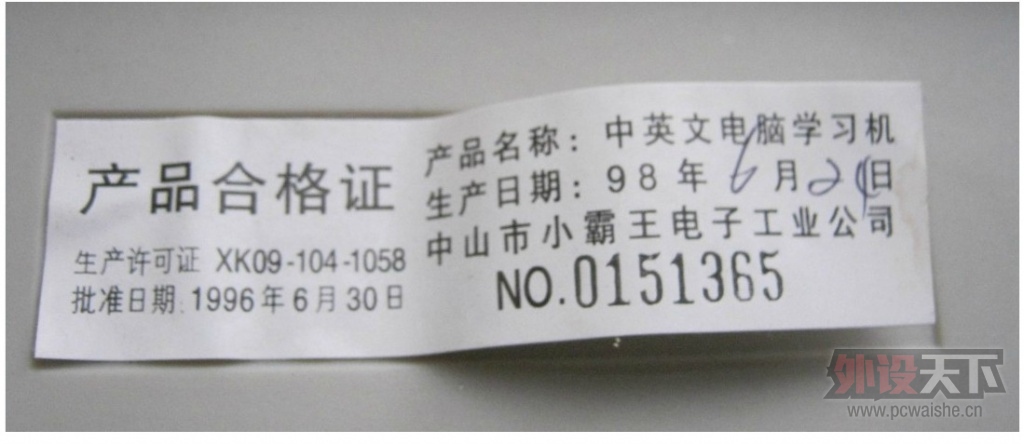 产品合格证
生产许可证 XK09-104-1058
批准日期:1996年6月30日
产品名称：中英文电脑学习机
生产日期：98年6月2日
中山市小霸王电子工业公司
NO.0151365
外设天下
www.pcwaishe.cn